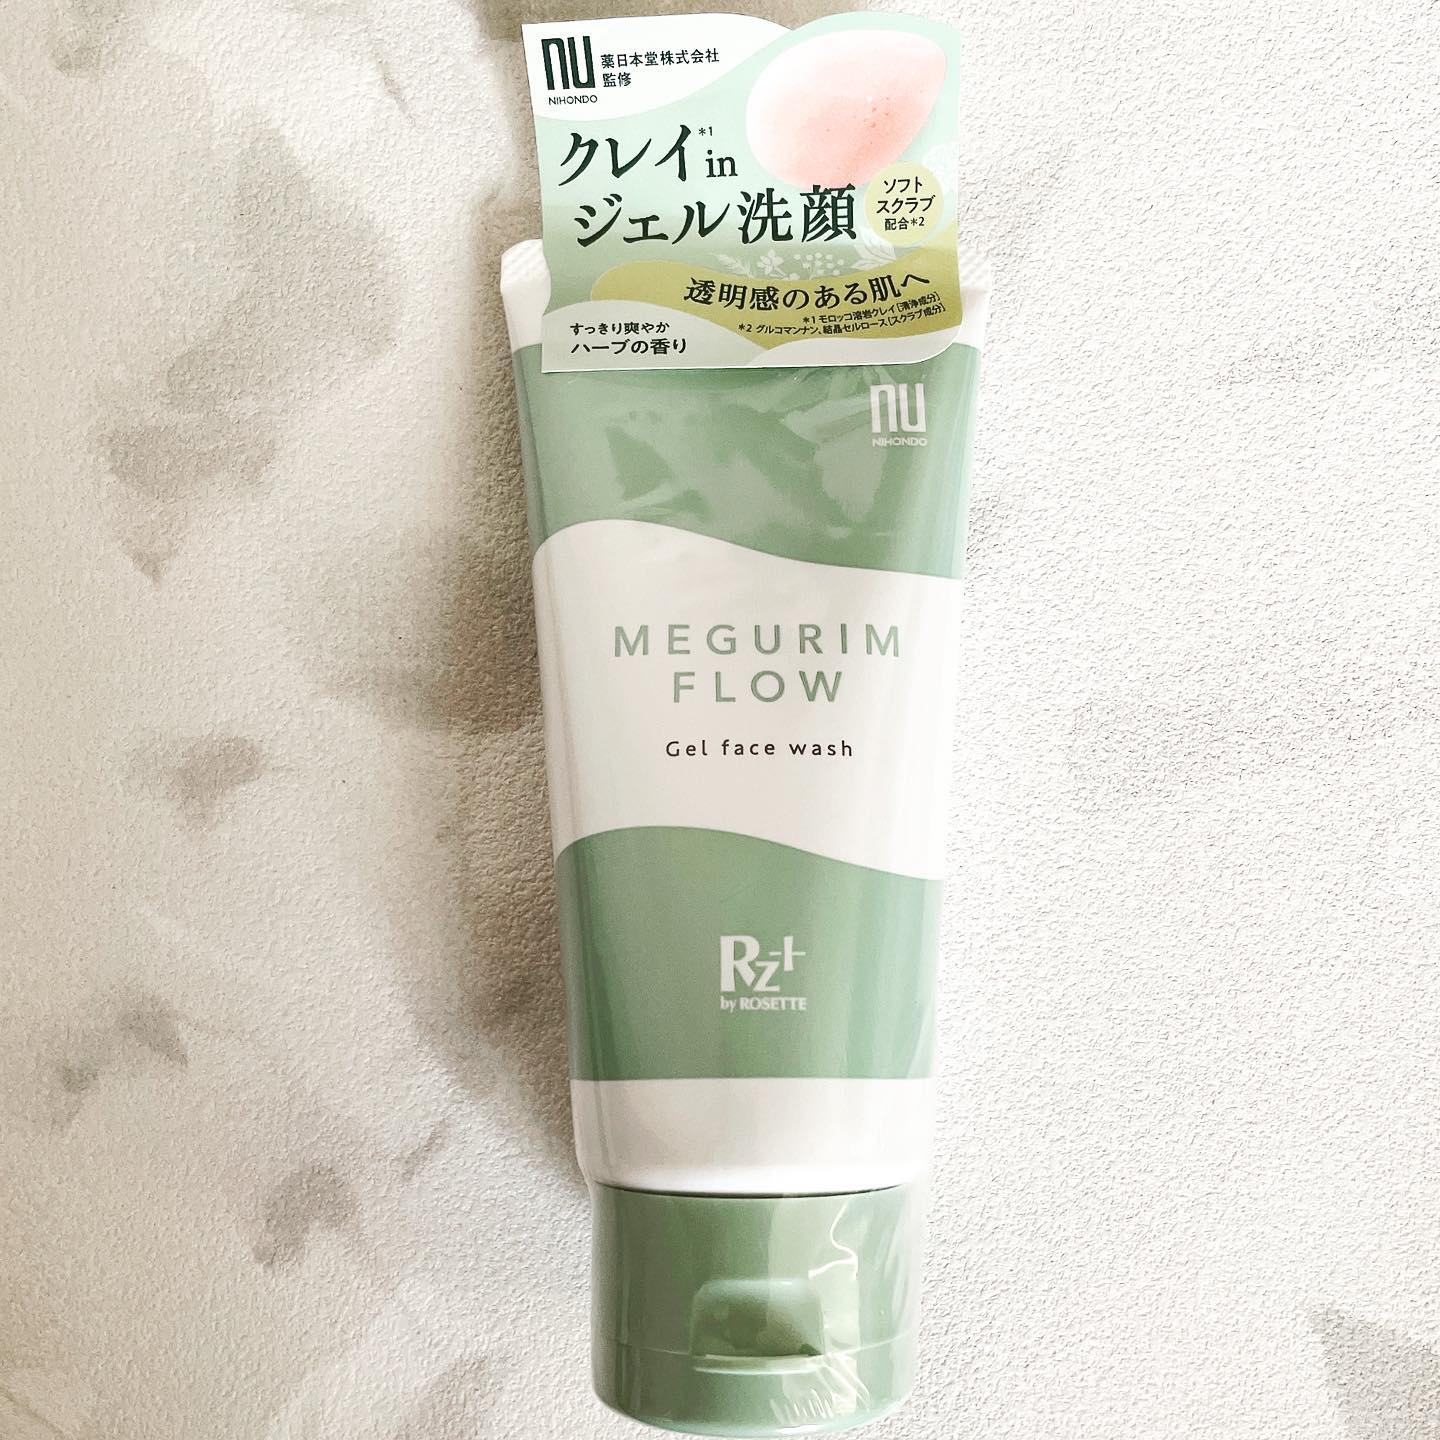 nu
NIHONDO
薬日本堂株式会社
監修
クレイ*1 in
ジェル洗顔
ソフト
スクラブ
配合*2
透明感のある肌へ
*1 モロッコ溶岩クレイ[清浄成分]
*2 グルコマンナン、結晶セルロース[スクラブ成分]
すっきり爽やか
ハーブの香り
nu
NIHONDO
MEGURIM
FLOW
Gel face wash
Rz+
by ROSETTE